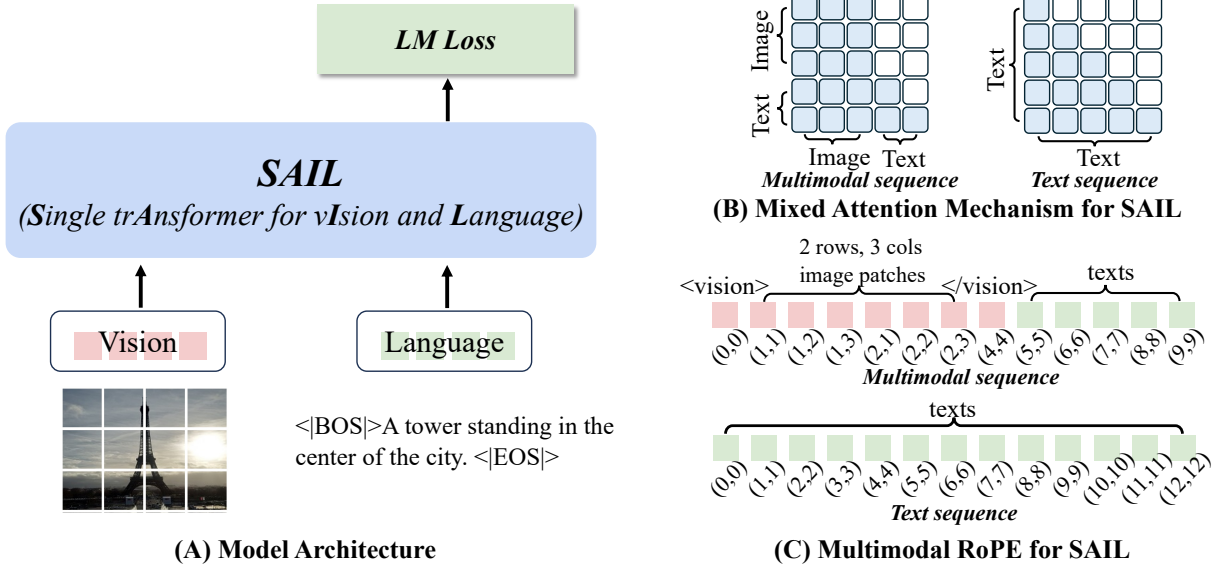 LM Loss
SAIL
(Single trAnsformer for vIsion and Language)
Vision
Language
<|BOS|>A tower standing in the
center of the city. <|EOS|>
(A) Model Architecture
Image
Text
Image Text
Multimodal sequence
Text
Text
Text sequence
(B) Mixed Attention Mechanism for SAIL
2 rows, 3 cols
image patches
<vision>
</vision>
texts
(0,0) (1,1) (1,2) (1,3) (2,1) (2,2) (2,3) (4,4) (5,5) (6,6) (7,7) (8,8) (9,9)
Multimodal sequence
texts
(0,0) (1,1) (2,2) (3,3) (4,4) (5,5) (6,6) (7,7) (8,8) (9,9) (10,10) (11,11) (12,12)
Text sequence
(C) Multimodal RoPE for SAIL